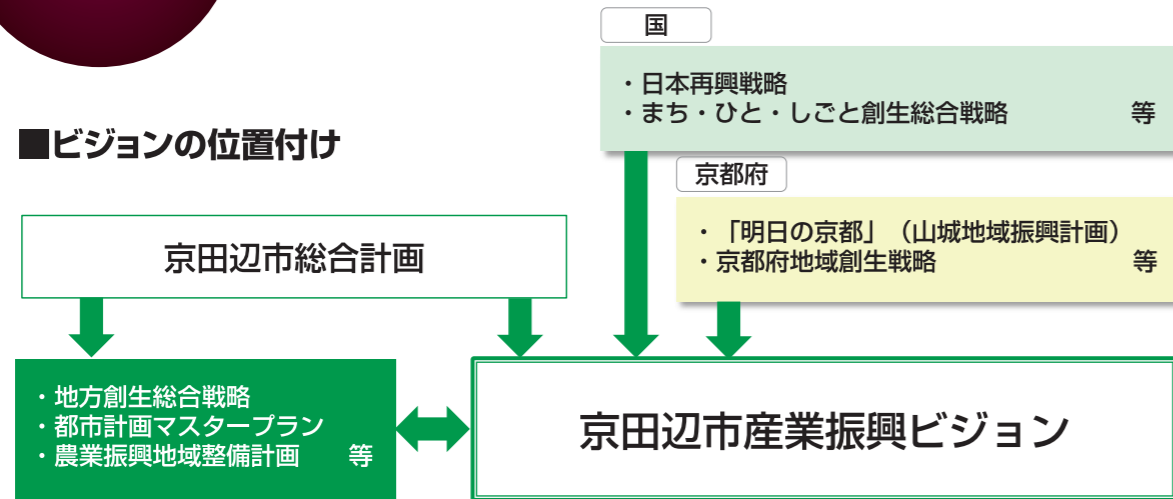 国
・日本再興戦略
・まち・ひと・しごと創生総合戦略 等
■ビジョンの位置付け
京都府
・「明日の京都」（山城地域振興計画）
・京都府地域創生戦略 等
京田辺市総合計画
・地方創生総合戦略
・都市計画マスタープラン
・農業振興地域整備計画 等
京田辺市産業振興ビジョン